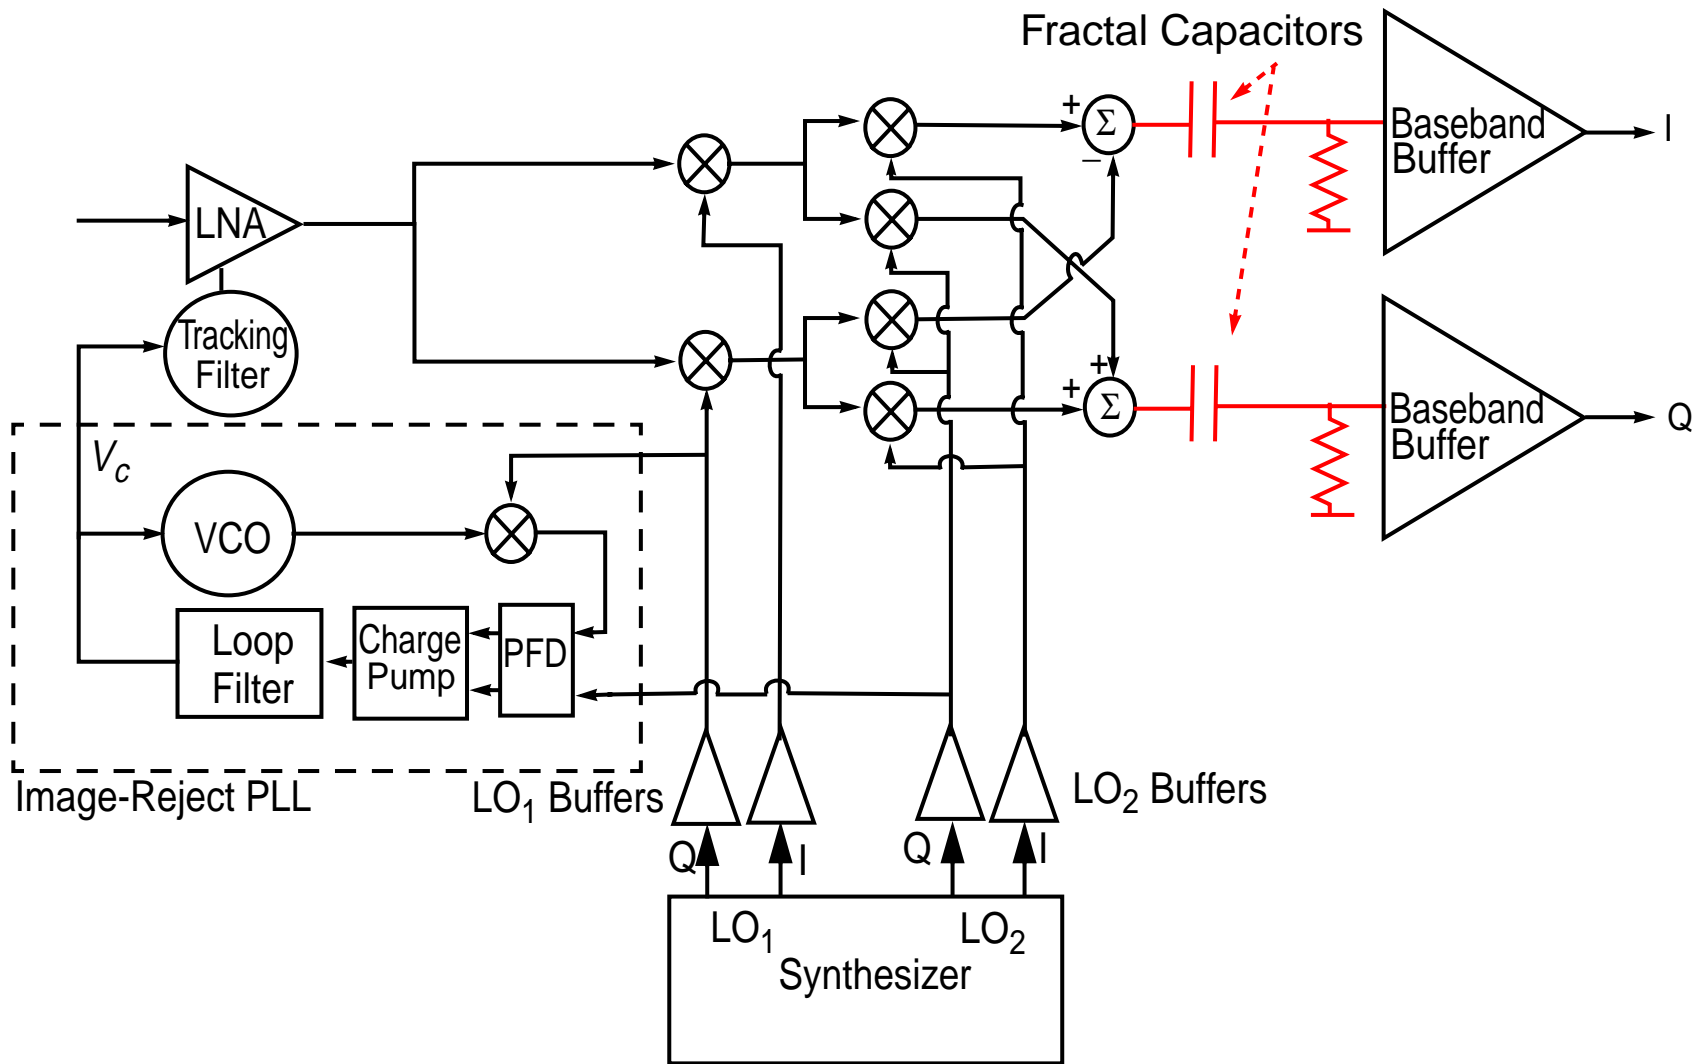 Fractal Capacitors
+
Σ
−
Baseband
Buffer
I
LNA
Tracking
Filter
+
+
Σ
Baseband
Buffer
Q
Vc
VCO
Loop
Filter
Charge
Pump
PFD
Image-Reject PLL
LO1 Buffers
LO2 Buffers
Q
I
Q
I
LO1
LO2
Synthesizer